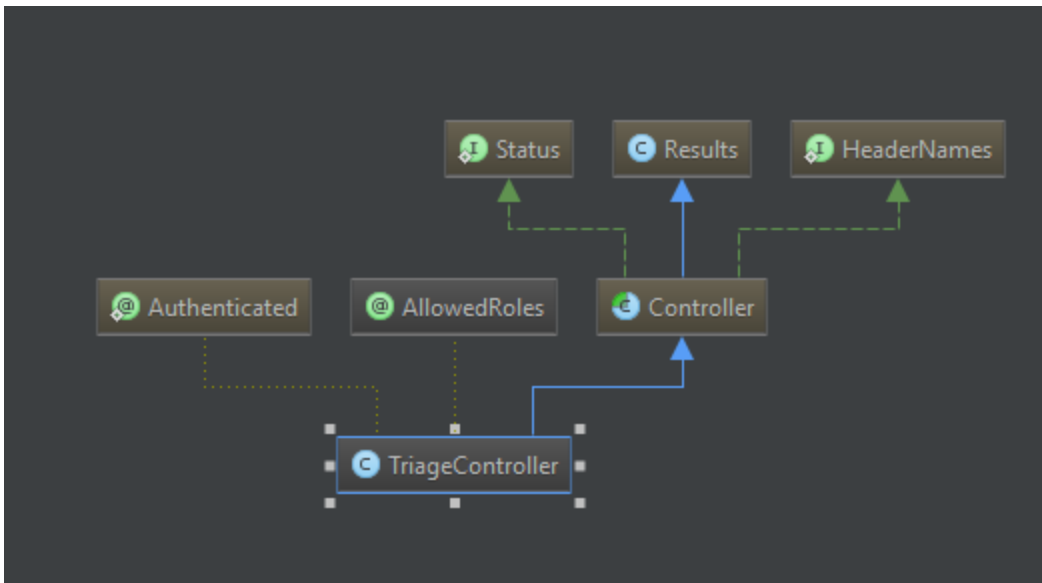 Status
Results
HeaderNames
Authenticated
AllowedRoles
Controller
TriageController